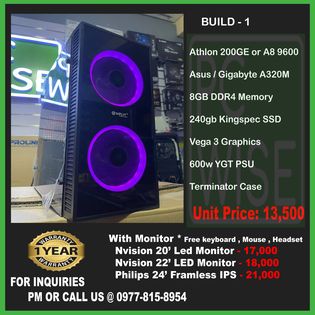 BUILD - 1
Athlon 200GE or A8 9600
Asus / Gigabyte A320M
8GB DDR4 Memory
240gb Kingspec SSD
Vega 3 Graphics
600w YGT PSU
Terminator Case
Unit Price: 13,500
PC
WISE
With Monitor * Free keyboard , Mouse , Headset
Nvision 20' Led Monitor - 17,000
Nvision 22' LED Monitor - 18,000
Philips 24' Framless IPS - 21,000
WARRANTY
1 YEAR
WARRANTY
FOR INQUIRIES
PM OR CALL US @ 0977-815-8954